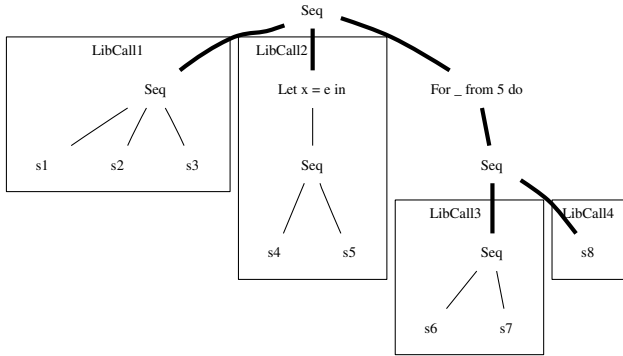 Seq
LibCall1
LibCall2
Seq
Let x = e in
For _ from 5 do
s1
s2
s3
Seq
Seq
LibCall3
LibCall4
s4
s5
Seq
s8
s6
s7